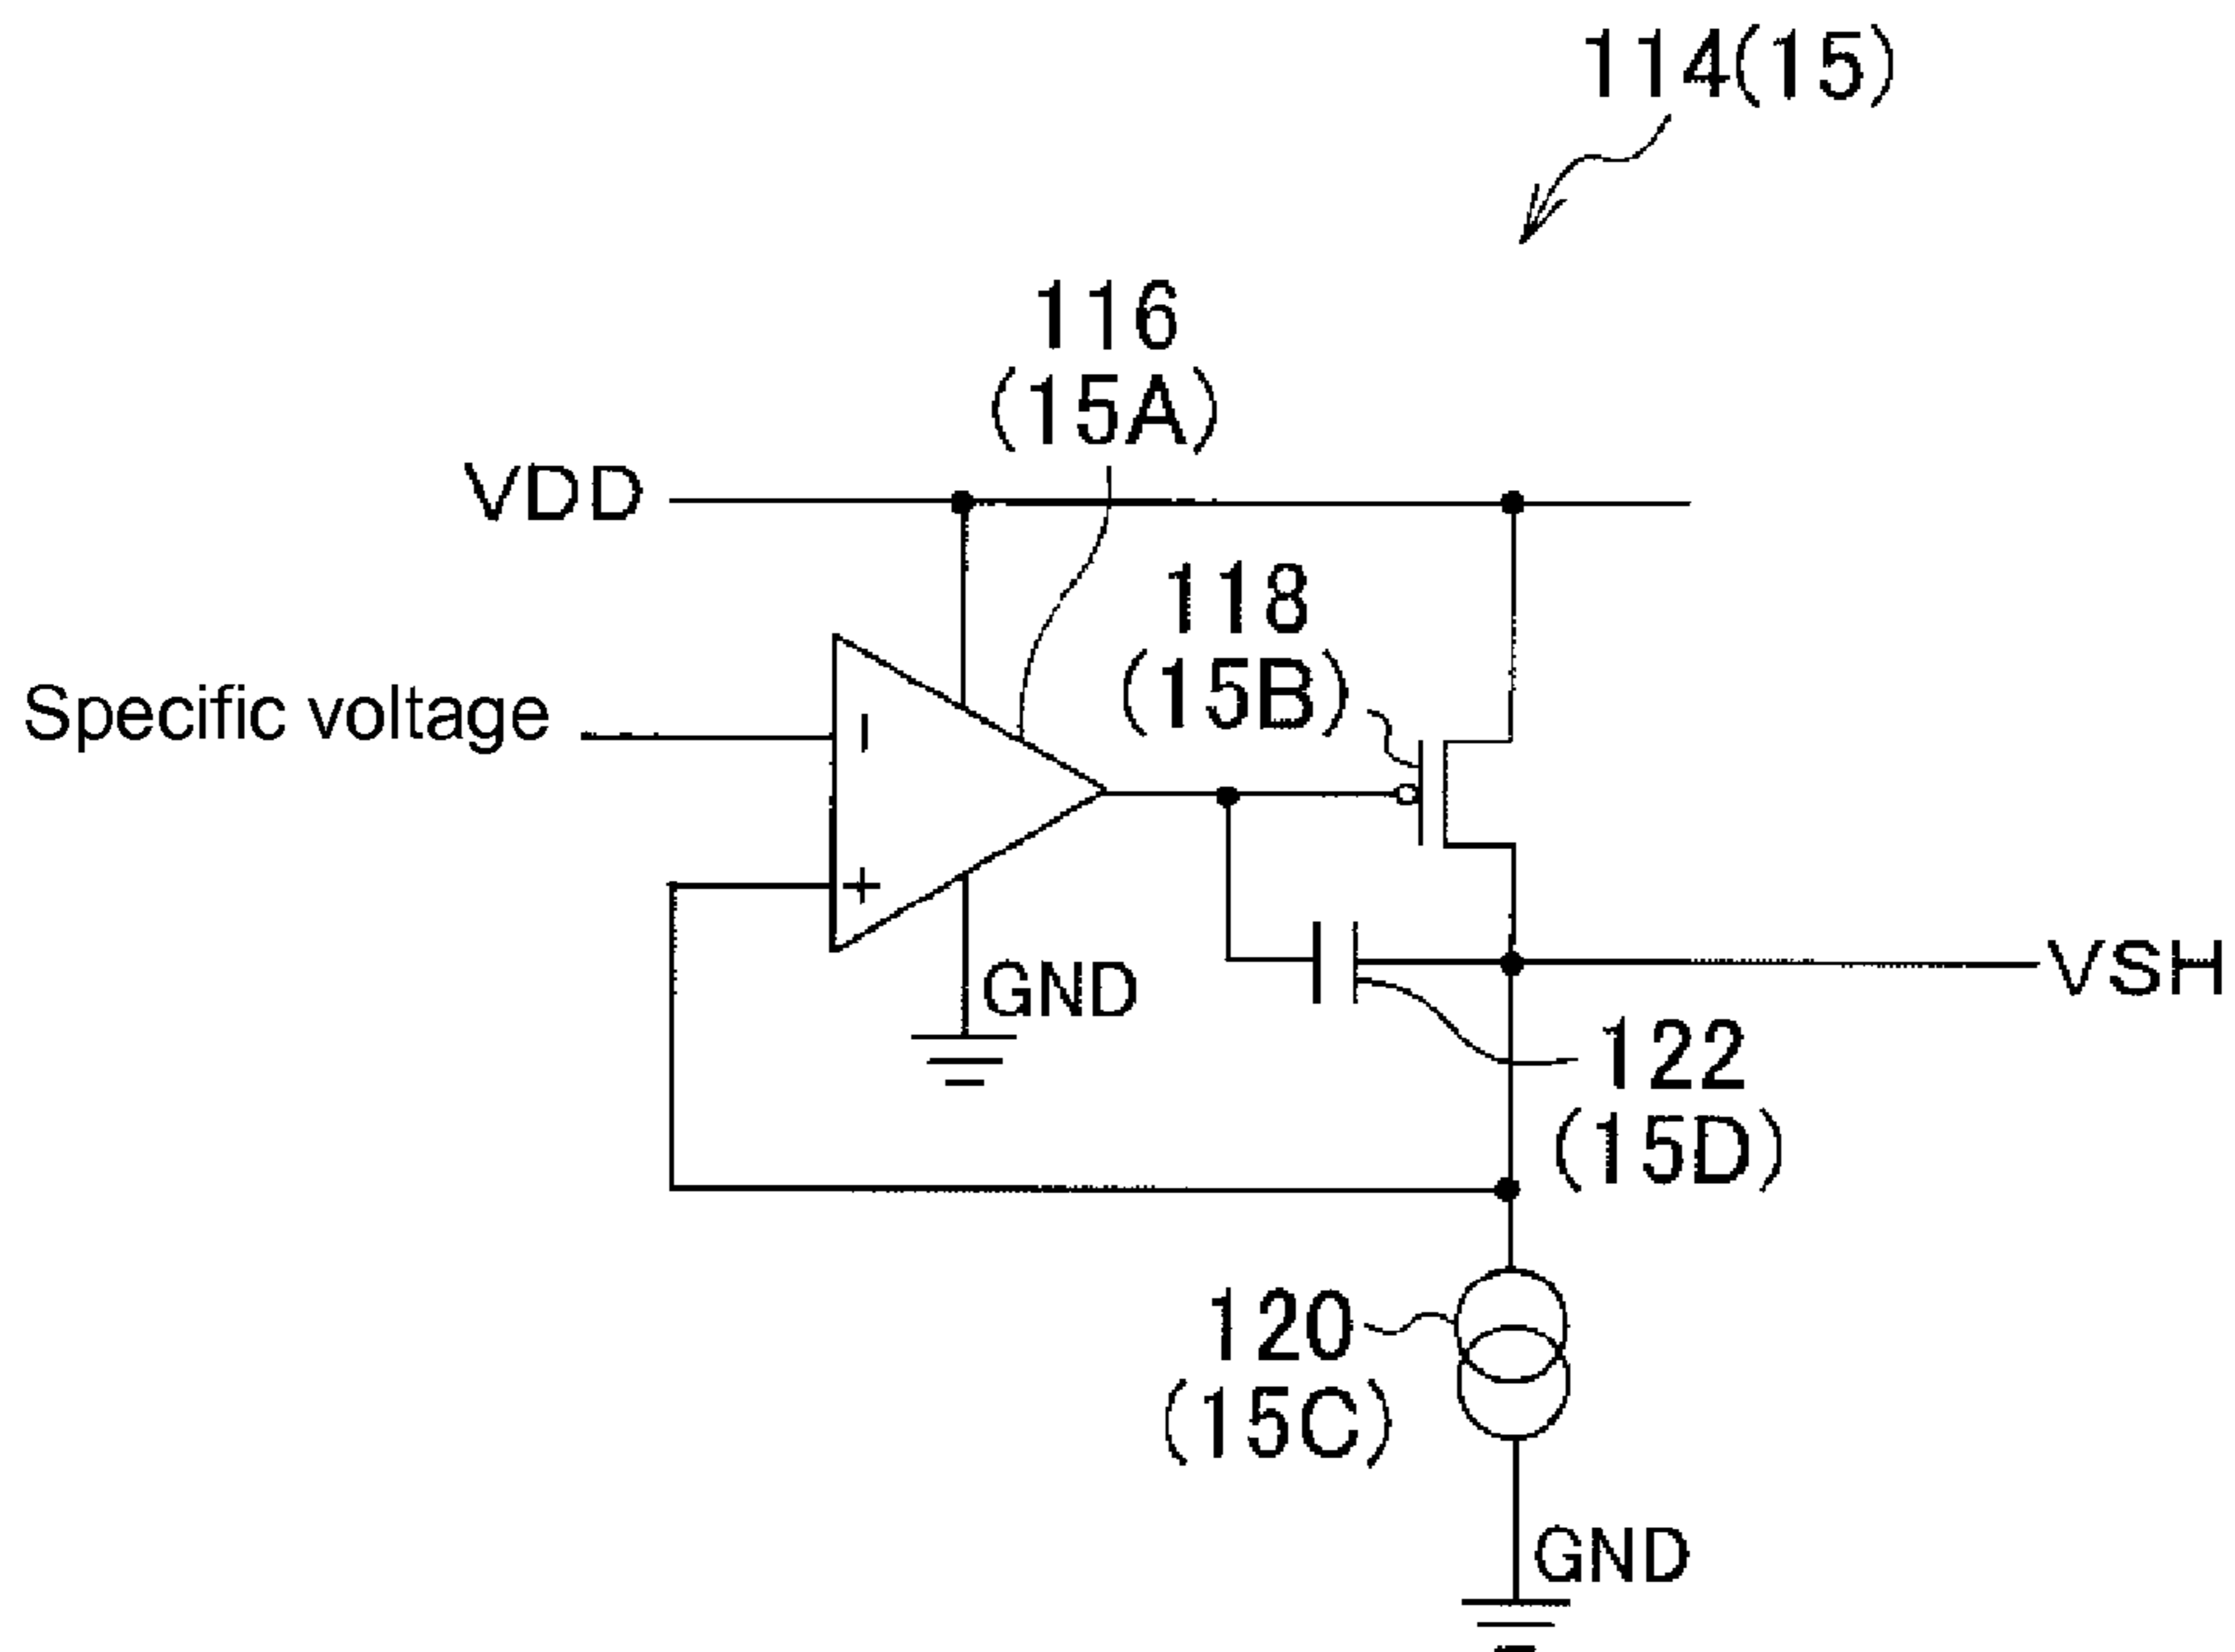 114(15)
116
(15A)
VDD
118
(15B)
Specific voltage
−
+
GND
VSH
122
(15D)
120
(15C)
GND